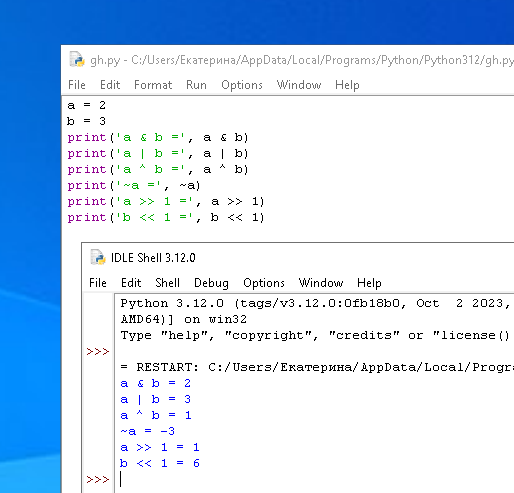 gh.py - C:/Users/Екатерина/AppData/Local/Programs/Python/Python312/gh.py
File Edit Format Run Options Window Help
a = 2
b = 3
print('a & b =', a & b)
print('a | b =', a | b)
print('a ^ b =', a ^ b)
print('~a =', ~a)
print('a >> 1 =', a >> 1)
print('b << 1 =', b << 1)
IDLE Shell 3.12.0
File Edit Shell Debug Options Window Help
Python 3.12.0 (tags/v3.12.0:0fb18b0, Oct 2 2023,
AMD64)] on win32
Type "help", "copyright", "credits" or "license()
>>>
= RESTART: C:/Users/Екатерина/AppData/Local/Progra
a & b = 2
a | b = 3
a ^ b = 1
~a = -3
a >> 1 = 1
b << 1 = 6
>>>